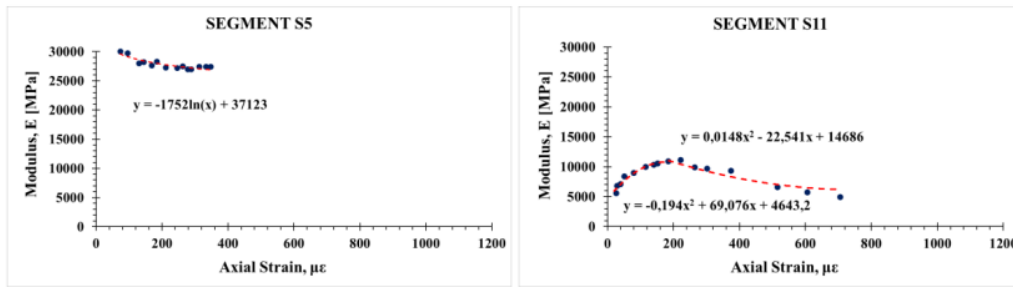 SEGMENT S5
30000
25000
20000
15000
10000
5000
0
Modulus, E [MPa]
y = -1752ln(x) + 37123
0 200 400 600 800 1000 1200
Axial Strain, με
SEGMENT S11
30000
25000
20000
15000
10000
5000
0
Modulus, E [MPa]
y = 0,0148x² - 22,541x + 14686
y = -0,194x² + 69,076x + 4643,2
0 200 400 600 800 1000 1200
Axial Strain, με